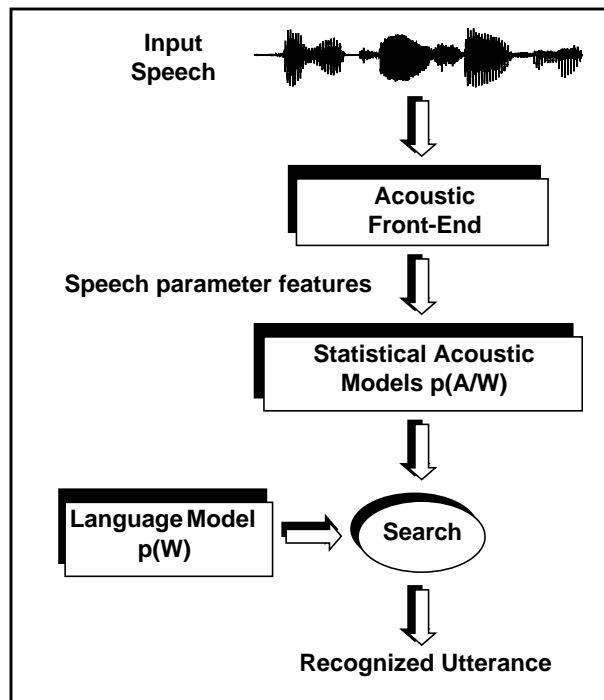 Input
Speech
Acoustic
Front-End
Speech parameter features
Statistical Acoustic
Models p(A/W)
Language Model
p(W)
Search
Recognized Utterance